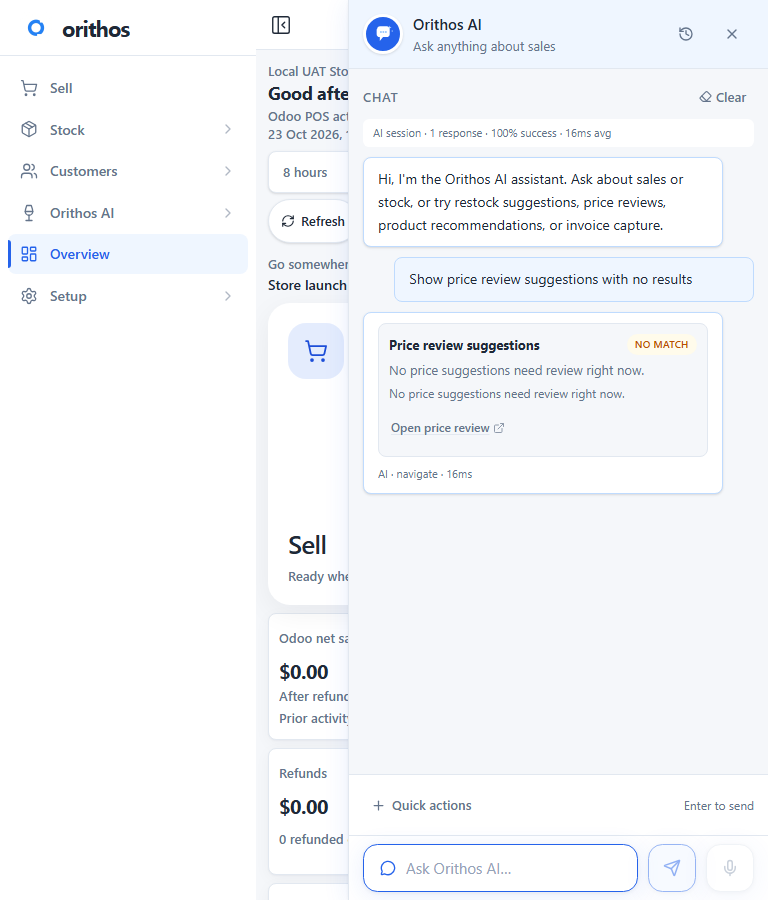 orithos
Sell
Stock
Customers
Orithos AI
Overview
Setup
Local UAT Sto
Good afte
Odoo POS act
23 Oct 2026,
8 hours
Refresh
Go somewher
Store launch
Sell
Ready whe
Odoo net sa
$0.00
After refund
Prior activity
Refunds
$0.00
0 refunded
Orithos AI
Ask anything about sales
CHAT
Clear
AI session · 1 response · 100% success · 16ms avg
Hi, I'm the Orithos AI assistant. Ask about sales or
stock, or try restock suggestions, price reviews,
product recommendations, or invoice capture.
Show price review suggestions with no results
Price review suggestions
NO MATCH
No price suggestions need review right now.
No price suggestions need review right now.
Open price review
AI · navigate · 16ms
Quick actions
Enter to send
Ask Orithos AI...